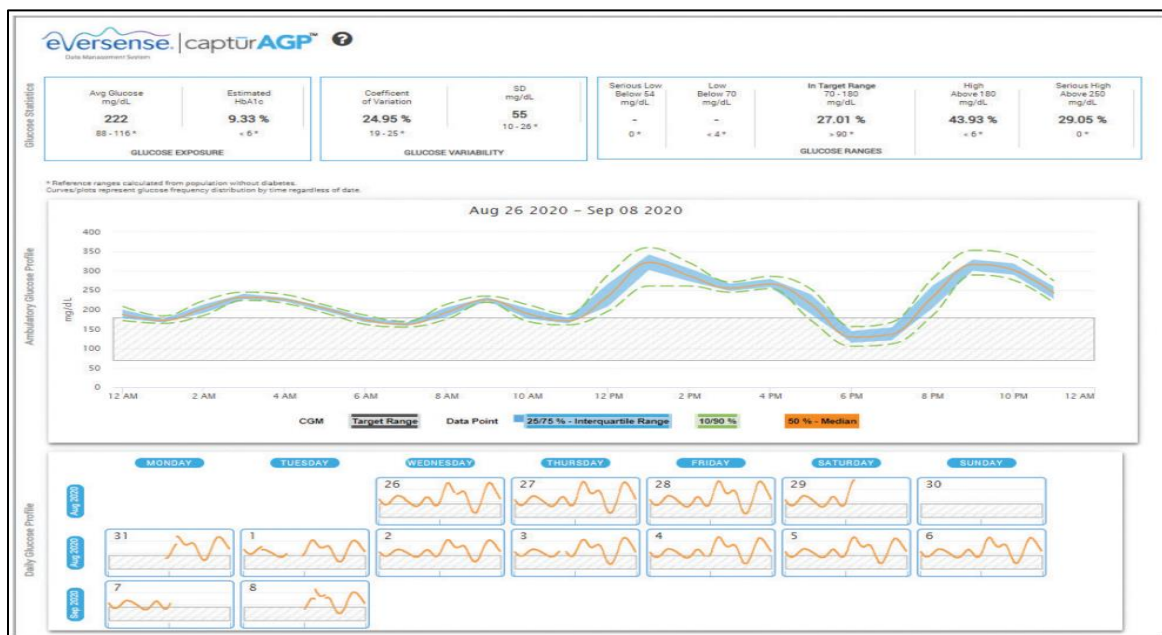 eversense. | captūrAGP™ ?
Data Management System
Glucose Statistics
Avg Glucose
mg/dL
222
88 - 116 *
Estimated
HbA1c
9.33 %
< 6 *
GLUCOSE EXPOSURE
Coefficient
of Variation
24.95 %
19 - 25 *
SD
mg/dL
55
10 - 26 *
GLUCOSE VARIABILITY
Serious Low
Below 54
mg/dL
-
0 *
Low
Below 70
mg/dL
-
< 4 *
In Target Range
70 - 180
mg/dL
27.01 %
> 90 *
High
Above 180
mg/dL
43.93 %
< 6 *
Serious High
Above 250
mg/dL
29.05 %
0 *
GLUCOSE RANGES
* Reference ranges calculated from population without diabetes.
Curves/plots represent glucose frequency distribution by time regardless of date.
Ambulatory Glucose Profile
Aug 26 2020 – Sep 08 2020
mg/dL
400
350
300
250
200
150
100
50
0
12 AM 2 AM 4 AM 6 AM 8 AM 10 AM 12 PM 2 PM 4 PM 6 PM 8 PM 10 PM 12 AM
CGM Target Range Data Point 25/75 % - Interquartile Range 10/90 % 50 % - Median
Daily Glucose Profile
MONDAY TUESDAY WEDNESDAY THURSDAY FRIDAY SATURDAY SUNDAY
Aug 2020
26 27 28 29 30
Aug 2020
31 1 2 3 4 5 6
Sep 2020
7 8